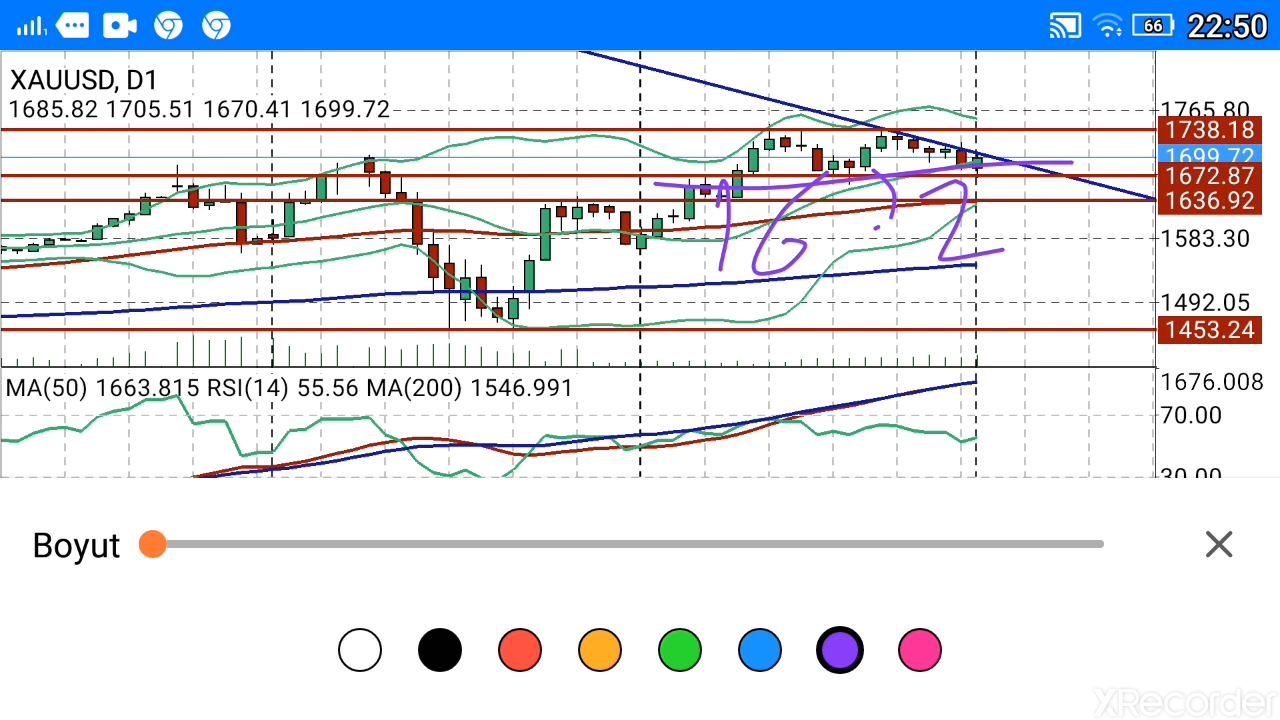 66 22:50
XAUUSD, D1
1685.82 1705.51 1670.41 1699.72
1765.80
1738.18
1699.72
1672.87
1636.92
1583.30
1492.05
1453.24
MA(50) 1663.815 RSI(14) 55.56 MA(200) 1546.991
1676.008
70.00
30.00
Boyut
XRecorder